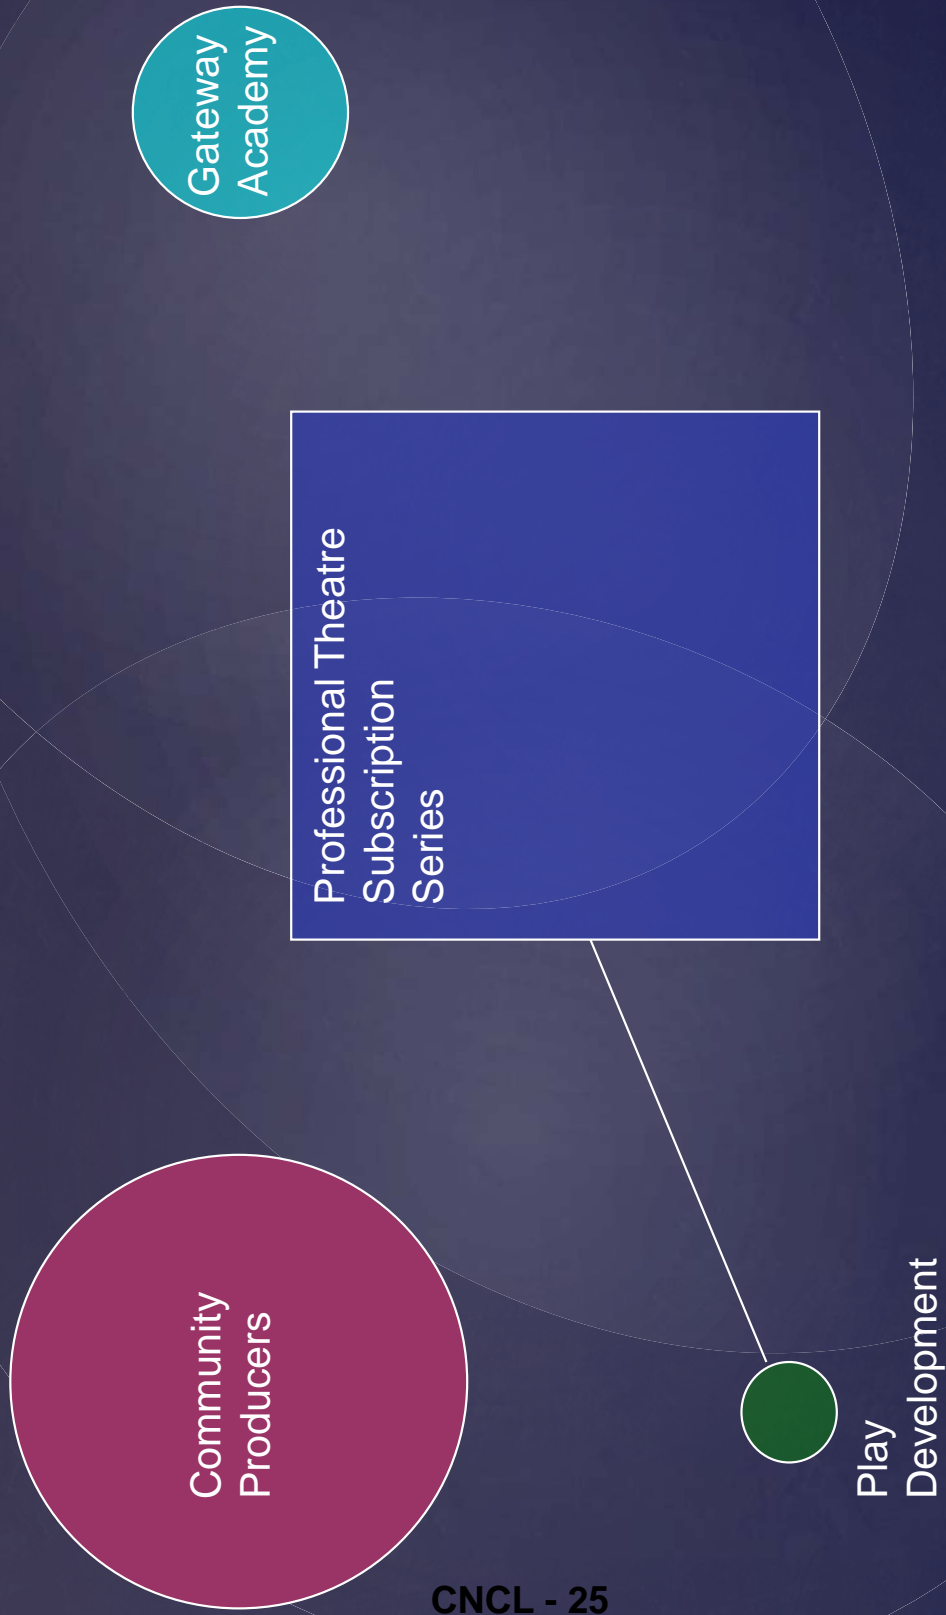 Gateway
Academy
Professional Theatre
Subscription
Series
Community
Producers
Play
Development
CNCL - 25